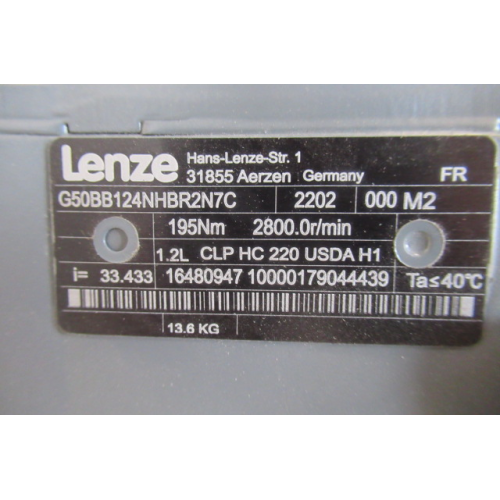 Lenze Hans-Lenze-Str. 1
31855 Aerzen Germany FR
G50BB124NHBR2N7C 2202 000 M2
195Nm 2800.0r/min
1.2L CLP HC 220 USDA H1
i= 33.433 16480947 10000179044439 Ta≤40℃
13.6 KG